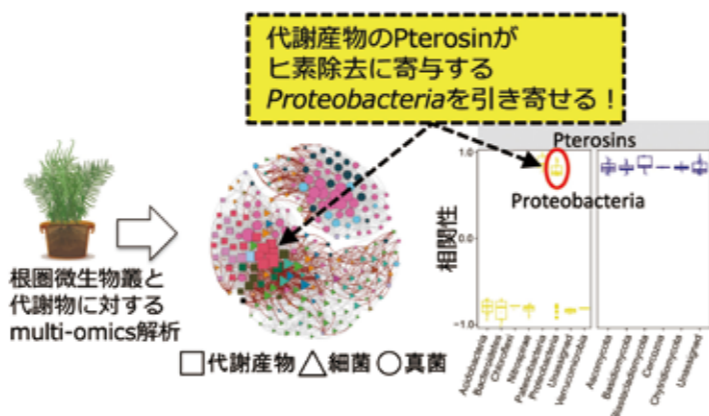 代謝産物のPterosinが
ヒ素除去に寄与する
Proteobacteriaを引き寄せる！
Pterosins
1.0
Proteobacteria
相関性
0.0
-1.0
根圏微生物叢と
代謝物に対する
multi-omics解析
□代謝産物 △細菌 ○真菌
Acidobacteria
Chloroflexi
Nitrospirae
Patescibacteria
Proteobacteria
Unassigned
Verrucomicrobia
Ascomycota
Basidiomycota
Cercozoa
Chytridiomycota
Unassigned